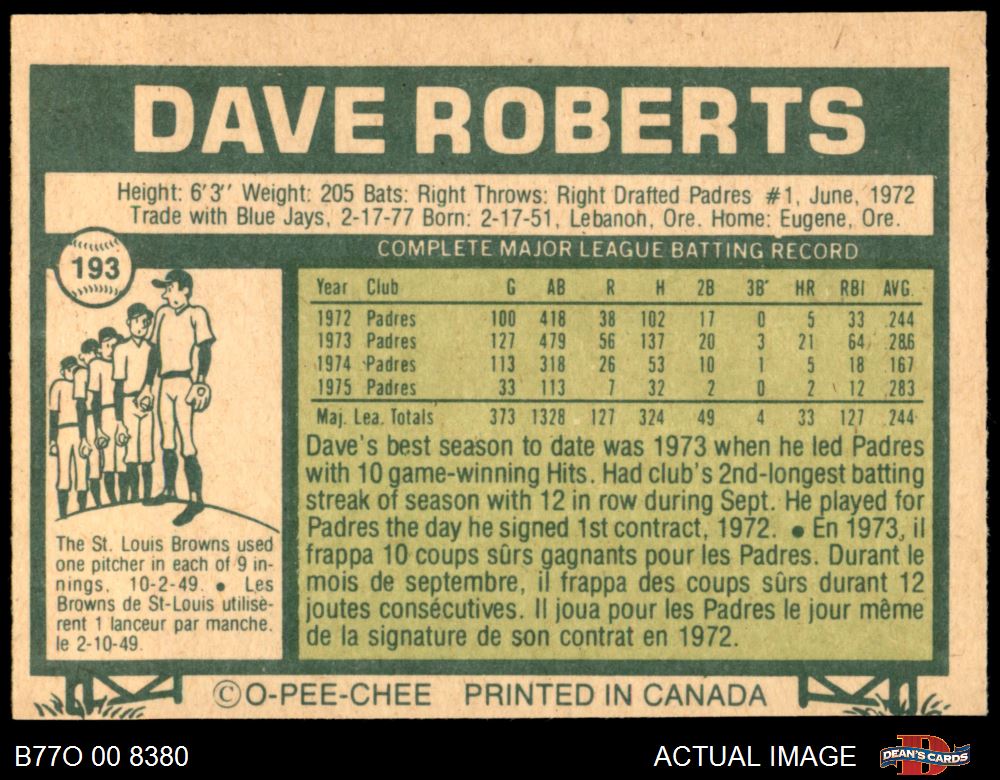 DAVE ROBERTS
Height: 6'3'' Weight: 205 Bats: Right Throws: Right Drafted Padres #1, June, 1972
Trade with Blue Jays, 2-17-77 Born: 2-17-51, Lebanon, Ore. Home: Eugene, Ore.
193
COMPLETE MAJOR LEAGUE BATTING RECORD
Year Club G AB R H 2B 3B HR RBI AVG.
1972 Padres 100 418 38 102 17 0 5 33 .244
1973 Padres 127 479 56 137 20 3 21 64 .286
1974 Padres 113 318 26 53 10 1 5 18 .167
1975 Padres 33 113 7 32 2 0 2 12 .283
Maj. Lea. Totals 373 1328 127 324 49 4 33 127 .244
Dave's best season to date was 1973 when he led Padres
with 10 game-winning Hits. Had club's 2nd-longest batting
streak of season with 12 in row during Sept. He played for
Padres the day he signed 1st contract, 1972. ● En 1973, il
frappa 10 coups sûrs gagnants pour les Padres. Durant le
mois de septembre, il frappa des coups sûrs durant 12
joutes consécutives. Il joua pour les Padres le jour même
de la signature de son contrat en 1972.
The St. Louis Browns used
one pitcher in each of 9 in-
nings, 10-2-49. ● Les
Browns de St-Louis utilisè-
rent 1 lanceur par manche.
le 2-10-49.
©O-PEE-CHEE PRINTED IN CANADA
B77O 00 8380
ACTUAL IMAGE
DEAN'S CARDS